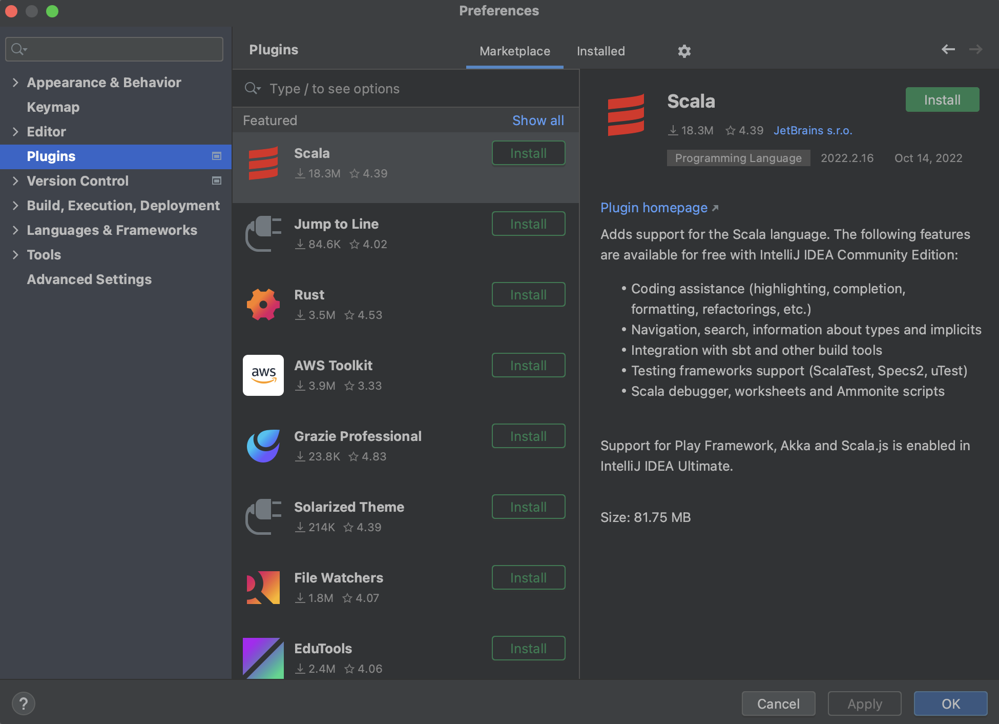 Preferences
Appearance & Behavior
Keymap
Editor
Plugins
Version Control
Build, Execution, Deployment
Languages & Frameworks
Tools
Advanced Settings
Plugins
Marketplace
Installed
Type / to see options
Featured
Show all
Scala
18.3M 4.39
Install
Jump to Line
84.6K 4.02
Install
Rust
3.5M 4.53
Install
aws
AWS Toolkit
3.9M 3.33
Install
Grazie Professional
23.8K 4.83
Install
Solarized Theme
214K 4.39
Install
File Watchers
1.8M 4.07
Install
EduTools
2.4M 4.06
Install
Scala
Install
18.3M 4.39 JetBrains s.r.o.
Programming Language 2022.2.16 Oct 14, 2022
Plugin homepage
Adds support for the Scala language. The following features
are available for free with IntelliJ IDEA Community Edition:
• Coding assistance (highlighting, completion,
formatting, refactorings, etc.)
• Navigation, search, information about types and implicits
• Integration with sbt and other build tools
• Testing frameworks support (ScalaTest, Specs2, uTest)
• Scala debugger, worksheets and Ammonite scripts
Support for Play Framework, Akka and Scala.js is enabled in
IntelliJ IDEA Ultimate.
Size: 81.75 MB
?
Cancel
Apply
OK